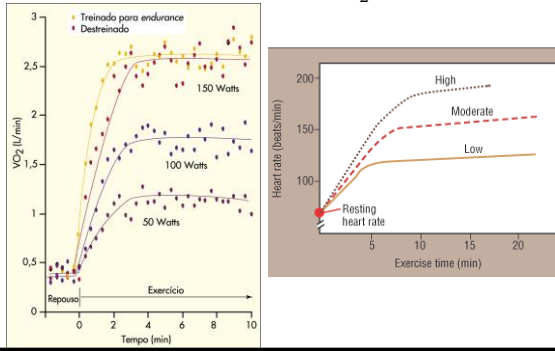 2
Treinado para endurance
Destreinado
3
2,5
2
1,5
1
0,5
0
VO2 (L/min)
150 Watts
100 Watts
50 Watts
Repouso
Exercício
-2
0
2
4
6
8
10
Tempo (min)
200
150
100
Heart rate (beats/min)
High
Moderate
Low
Resting
heart rate
5
10
15
20
Exercise time (min)